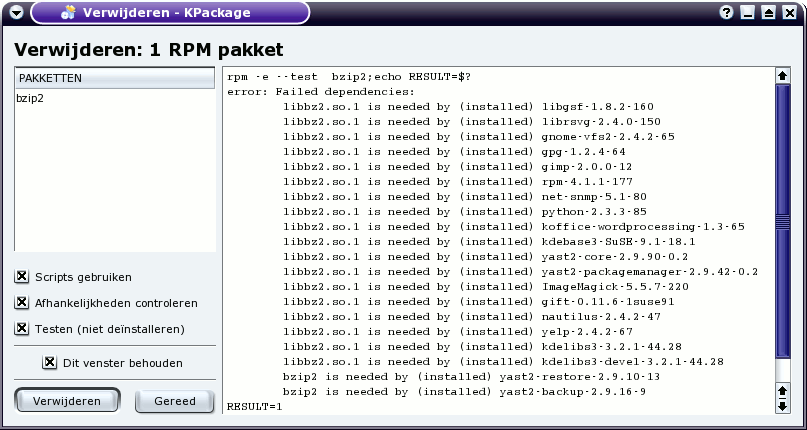 Verwijderen - KPackage
Verwijderen: 1 RPM pakket
PAKKETTEN
bzip2
Scripts gebruiken
Afhankelijkheden controleren
Testen (niet deïnstalleren)
Dit venster behouden
Verwijderen
Gereed
rpm -e --test  bzip2;echo RESULT=$?
error: Failed dependencies:
libbz2.so.1 is needed by (installed) libgsf-1.8.2-160
libbz2.so.1 is needed by (installed) librsvg-2.4.0-150
libbz2.so.1 is needed by (installed) gnome-vfs2-2.4.2-65
libbz2.so.1 is needed by (installed) gpg-1.2.4-64
libbz2.so.1 is needed by (installed) gimp-2.0.0-12
libbz2.so.1 is needed by (installed) rpm-4.1.1-177
libbz2.so.1 is needed by (installed) net-snmp-5.1-80
libbz2.so.1 is needed by (installed) python-2.3.3-85
libbz2.so.1 is needed by (installed) koffice-wordprocessing-1.3-65
libbz2.so.1 is needed by (installed) kdebase3-SuSE-9.1-18.1
libbz2.so.1 is needed by (installed) yast2-core-2.9.90-0.2
libbz2.so.1 is needed by (installed) yast2-packagemanager-2.9.42-0.2
libbz2.so.1 is needed by (installed) ImageMagick-5.5.7-220
libbz2.so.1 is needed by (installed) gift-0.11.6-1suse91
libbz2.so.1 is needed by (installed) nautilus-2.4.2-47
libbz2.so.1 is needed by (installed) yelp-2.4.2-67
libbz2.so.1 is needed by (installed) kdelibs3-3.2.1-44.28
libbz2.so.1 is needed by (installed) kdelibs3-devel-3.2.1-44.28
bzip2 is needed by (installed) yast2-restore-2.9.10-13
bzip2 is needed by (installed) yast2-backup-2.9.16-9
RESULT=1